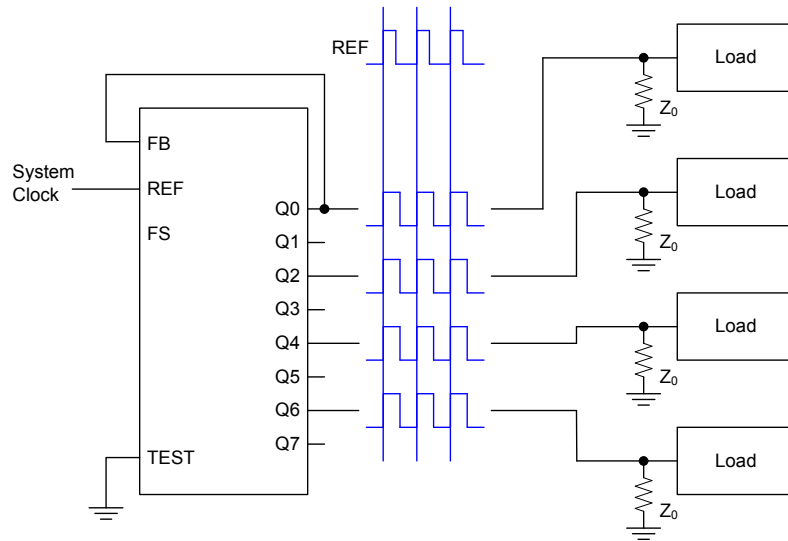 REF
Load
Z0
FB
System
Clock
REF
FS
Q0
Q1
Load
Z0
Q2
Q3
Q4
Load
Z0
Q5
Q6
Q7
TEST
Load
Z0